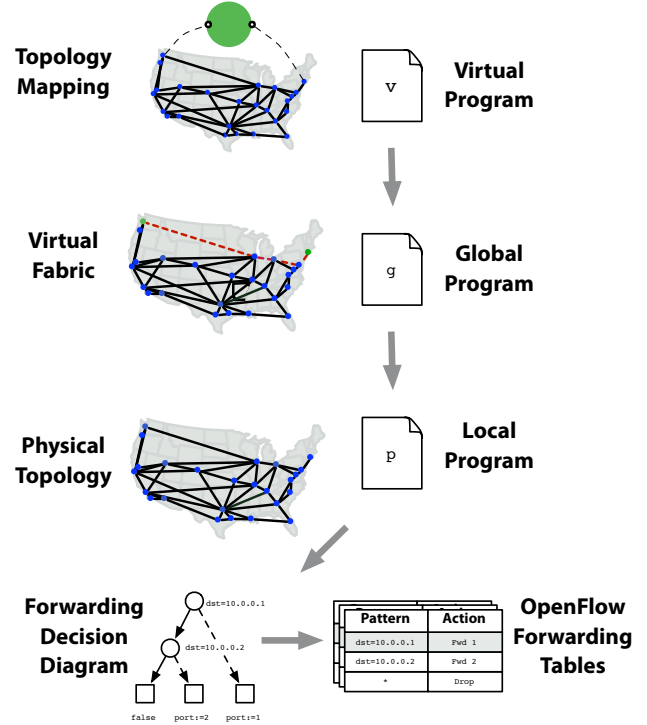 Topology
Mapping
v
Virtual
Program
Virtual
Fabric
g
Global
Program
Physical
Topology
p
Local
Program
Forwarding
Decision
Diagram
dst=10.0.0.1
dst=10.0.0.2
false port:=2 port:=1
Pattern Action
dst=10.0.0.1 Fwd 1
dst=10.0.0.2 Fwd 2
* Drop
OpenFlow
Forwarding
Tables